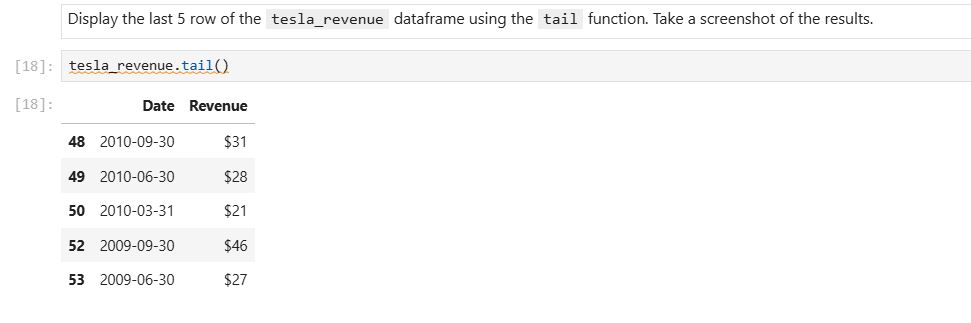 Display the last 5 row of the tesla_revenue dataframe using the tail function. Take a screenshot of the results.
[18]: tesla_revenue.tail()
[18]:
Date Revenue
48 2010-09-30 $31
49 2010-06-30 $28
50 2010-03-31 $21
52 2009-09-30 $46
53 2009-06-30 $27